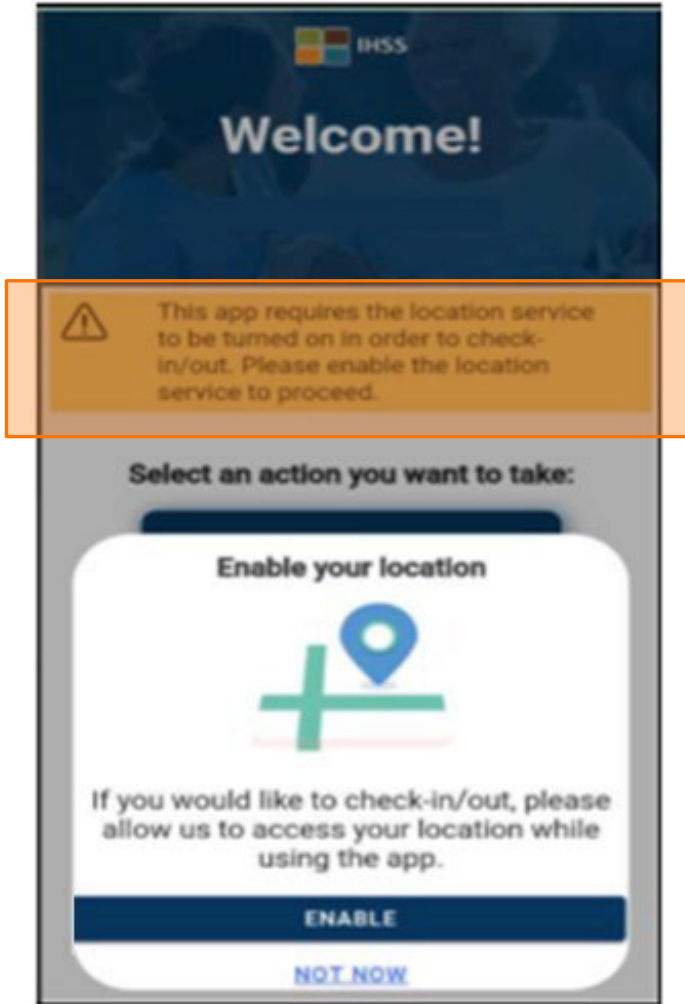 IHSS
Welcome!
This app requires the location service
to be turned on in order to check-
in/out. Please enable the location
service to proceed.
Select an action you want to take:
Enable your location
If you would like to check-in/out, please
allow us to access your location while
using the app.
ENABLE
NOT NOW